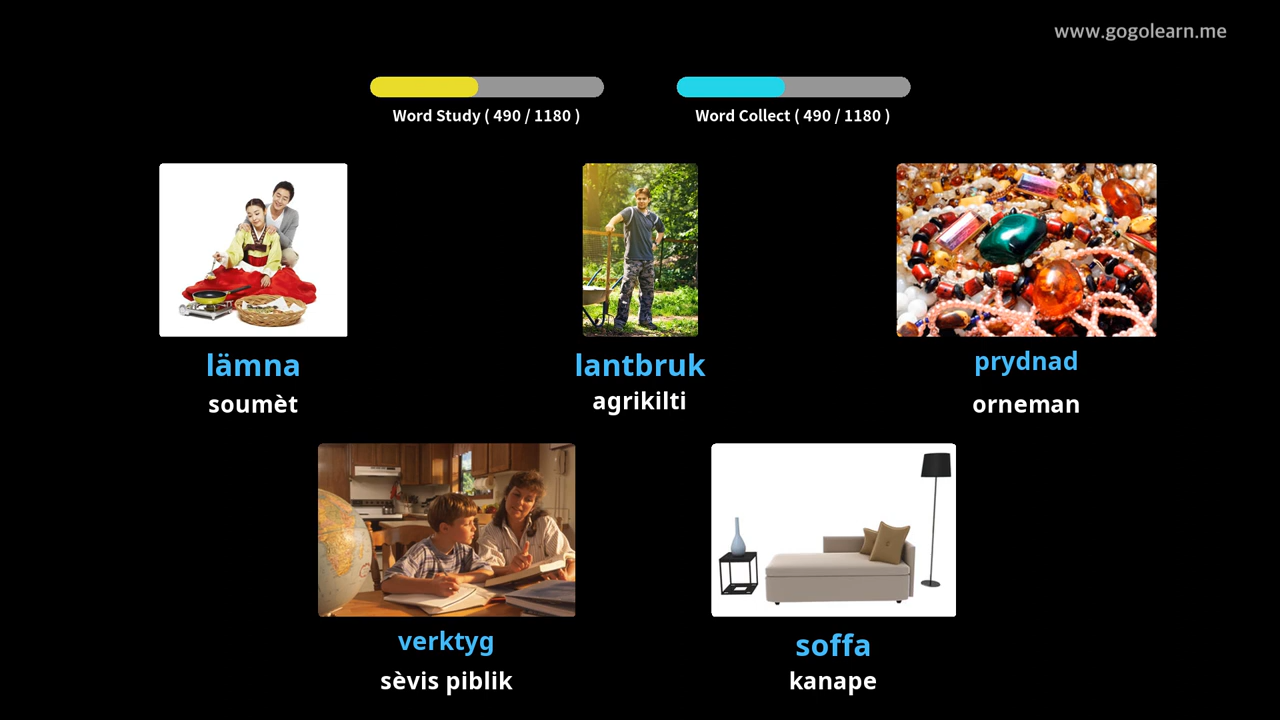 www.gogolearn.me
Word Study ( 490 / 1180 )
Word Collect ( 490 / 1180 )
lämna
soumèt
lantbruk
agrikilti
prydnad
orneman
verktyg
sèvis piblik
soffa
kanape